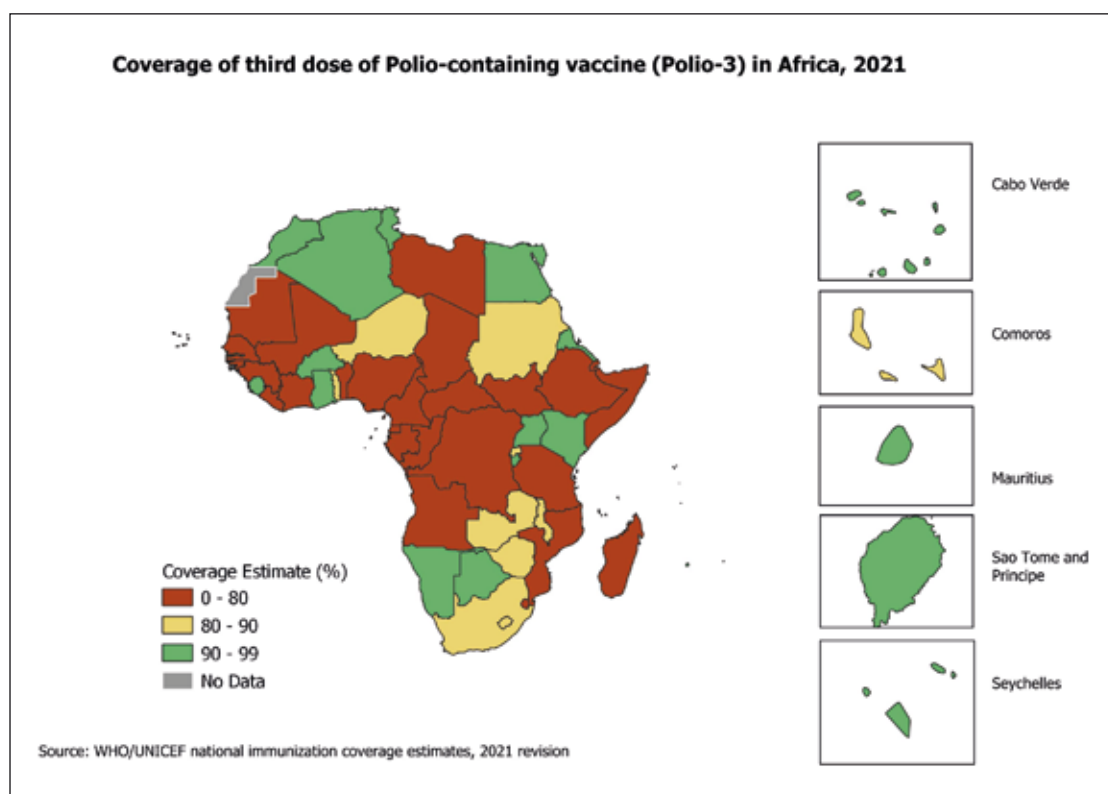 Coverage of third dose of Polio-containing vaccine (Polio-3) in Africa, 2021
Cabo Verde
Comoros
Mauritius
Sao Tome and
Principe
Seychelles
Coverage Estimate (%)
0 - 80
80 - 90
90 - 99
No Data
Source: WHO/UNICEF national immunization coverage estimates, 2021 revision